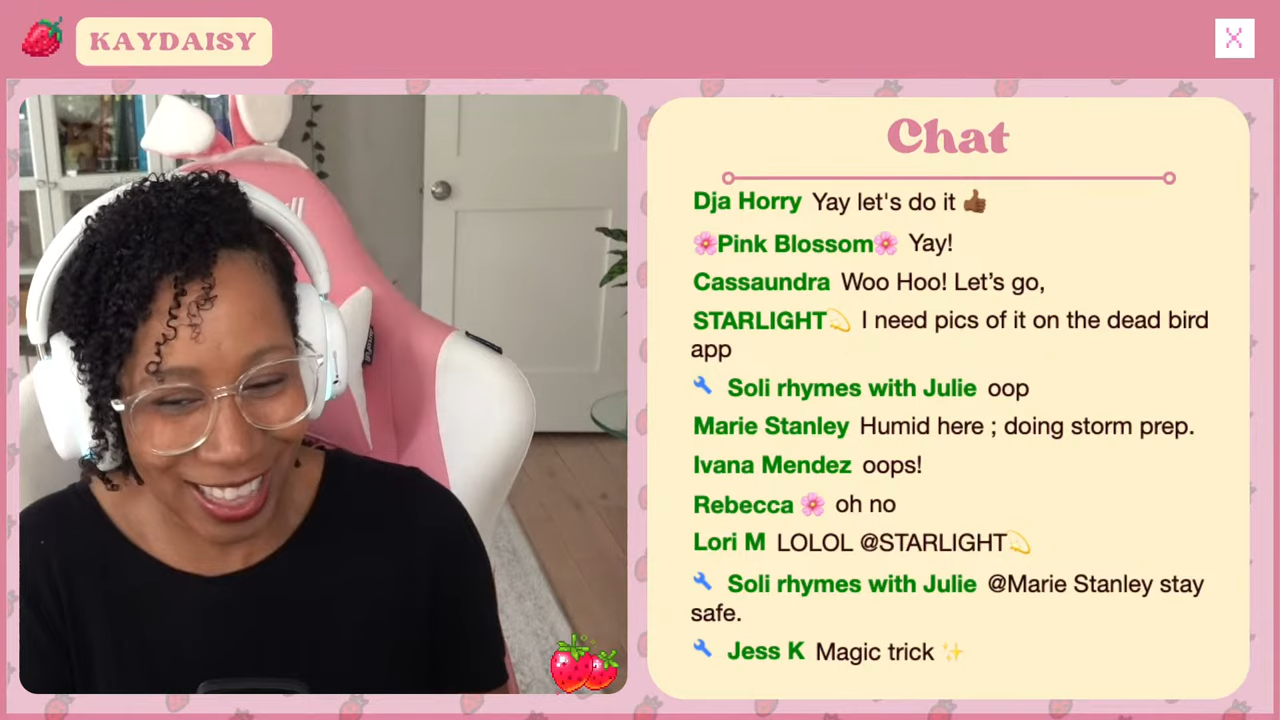 KAYDAISY
Chat
Dja Horry Yay let's do it 👍🏾
🌸Pink Blossom🌸 Yay!
Cassaundra Woo Hoo! Let’s go,
STARLIGHT💫 I need pics of it on the dead bird
app
🔧 Soli rhymes with Julie oop
Marie Stanley Humid here ; doing storm prep.
Ivana Mendez oops!
Rebecca 🌸 oh no
Lori M LOLOL @STARLIGHT💫
🔧 Soli rhymes with Julie @Marie Stanley stay
safe.
🔧 Jess K Magic trick ✨